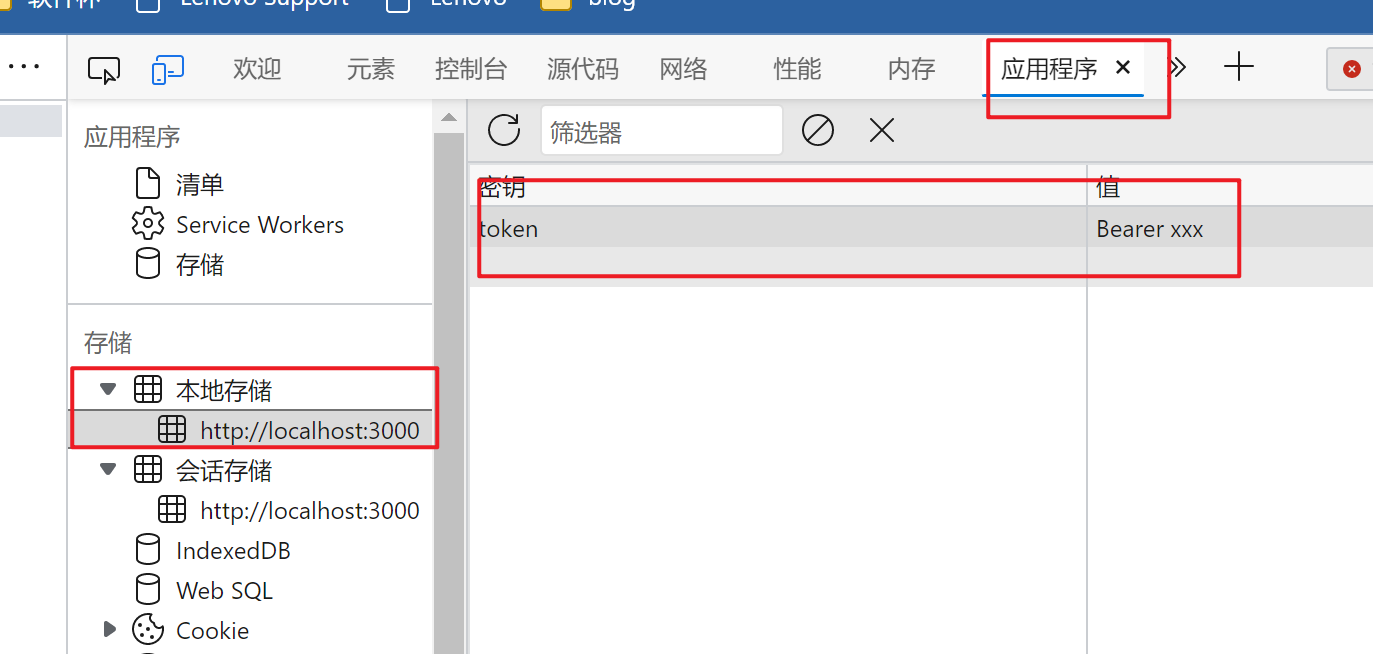 Lenovo Support Lenovo blog
欢迎 元素 控制台 源代码 网络 性能 内存 应用程序
应用程序
筛选器
清单
密钥 值
Service Workers
token Bearer xxx
存储
存储
本地存储
http://localhost:3000
会话存储
http://localhost:3000
IndexedDB
Web SQL
Cookie